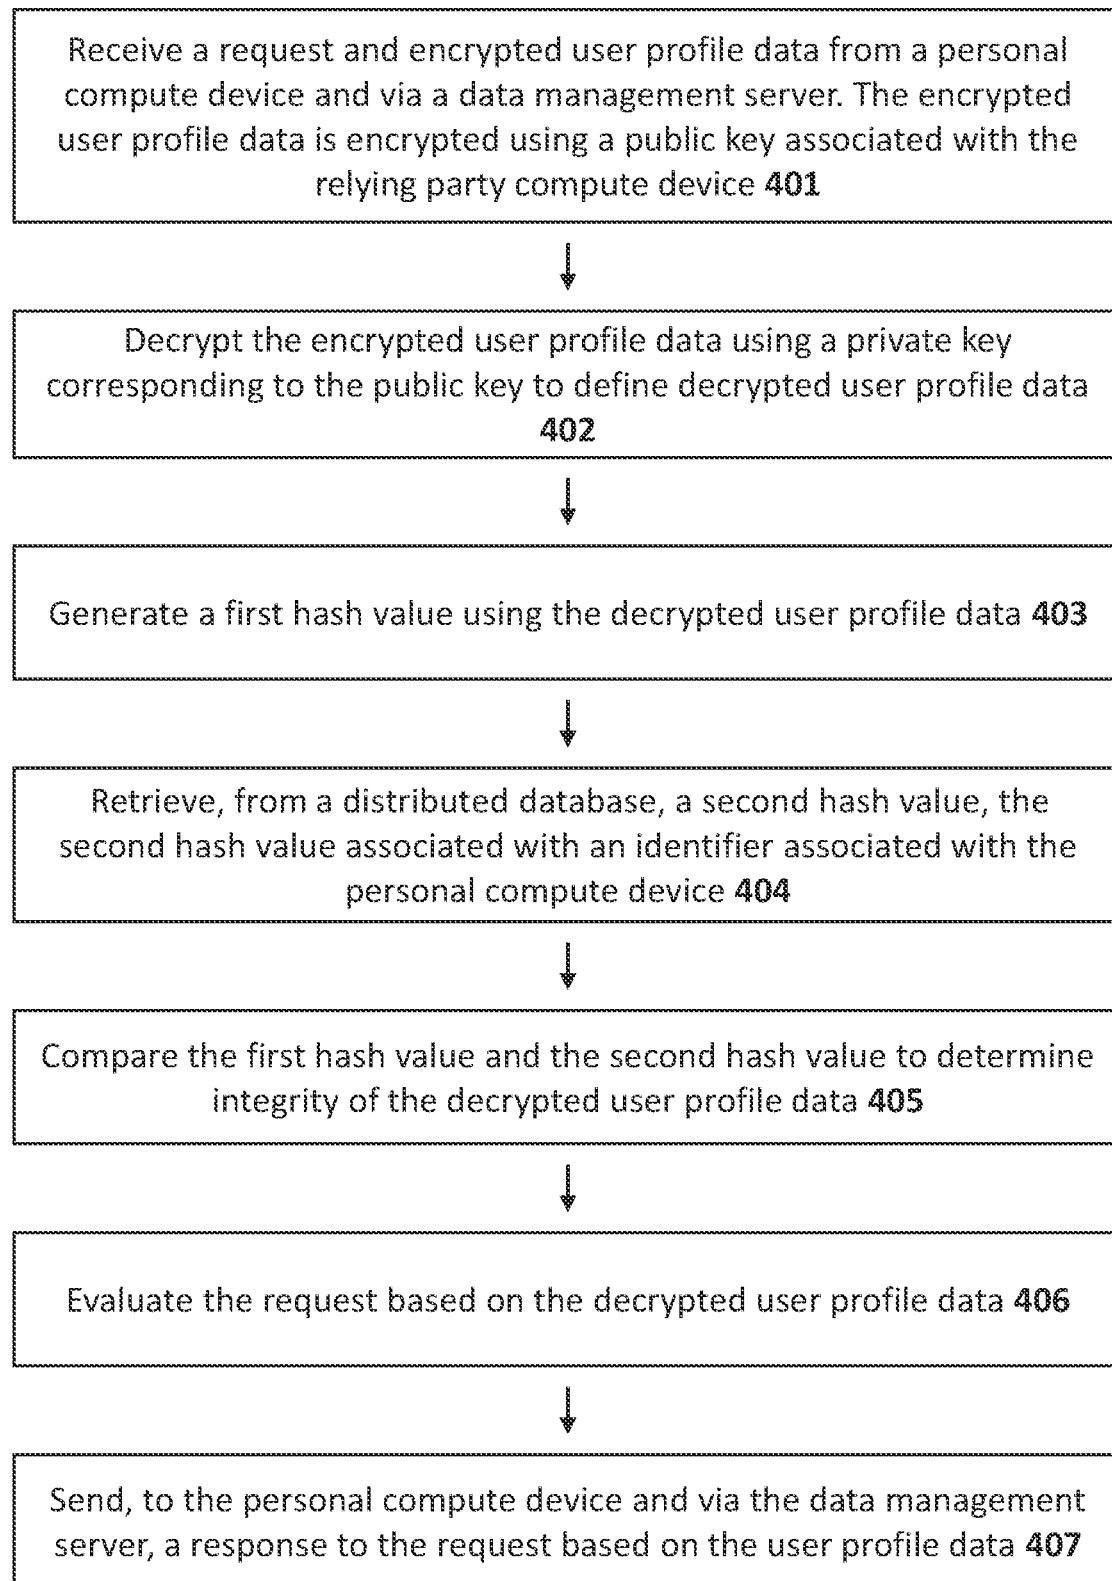 Receive a request and encrypted user profile data from a personal
compute device and via a data management server. The encrypted
user profile data is encrypted using a public key associated with the
relying party compute device 401
Decrypt the encrypted user profile data using a private key
corresponding to the public key to define decrypted user profile data
402
Generate a first hash value using the decrypted user profile data 403
Retrieve, from a distributed database, a second hash value, the
second hash value associated with an identifier associated with the
personal compute device 404
Compare the first hash value and the second hash value to determine
integrity of the decrypted user profile data 405
Evaluate the request based on the decrypted user profile data 406
Send, to the personal compute device and via the data management
server, a response to the request based on the user profile data 407